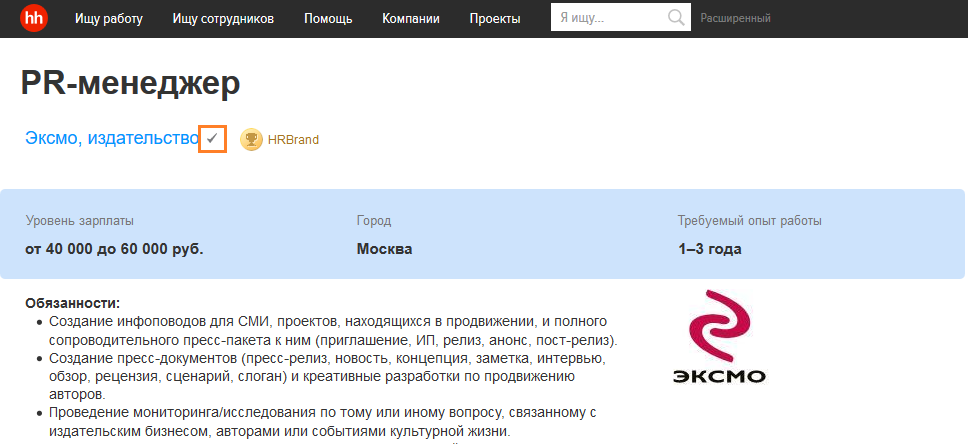 hh Ищу работу Ищу сотрудников Помощь Компании Проекты Я ищу... Расширенный
PR-менеджер
Эксмо, издательство HRBrand
Уровень зарплаты Город Требуемый опыт работы
от 40 000 до 60 000 руб. Москва 1–3 года
Обязанности:
Создание инфоповодов для СМИ, проектов, находящихся в продвижении, и полного
сопроводительного пресс-пакета к ним (приглашение, ИП, релиз, анонс, пост-релиз).
Создание пресс-документов (пресс-релиз, новость, концепция, заметка, интервью,
обзор, рецензия, сценарий, слоган) и креативные разработки по продвижению
авторов.
Проведение мониторинга/исследования по тому или иному вопросу, связанному с
издательским бизнесом, авторами или событиями культурной жизни.
ЭКСМО